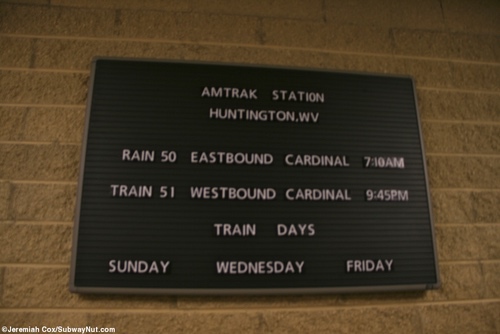 AMTRAK STATION
HUNTINGTON,WV
RAIN 50 EASTBOUND CARDINAL 7:10AM
TRAIN 51 WESTBOUND CARDINAL 9:45PM
TRAIN DAYS
SUNDAY WEDNESDAY FRIDAY
©Jeremiah Cox/SubwayNut.com